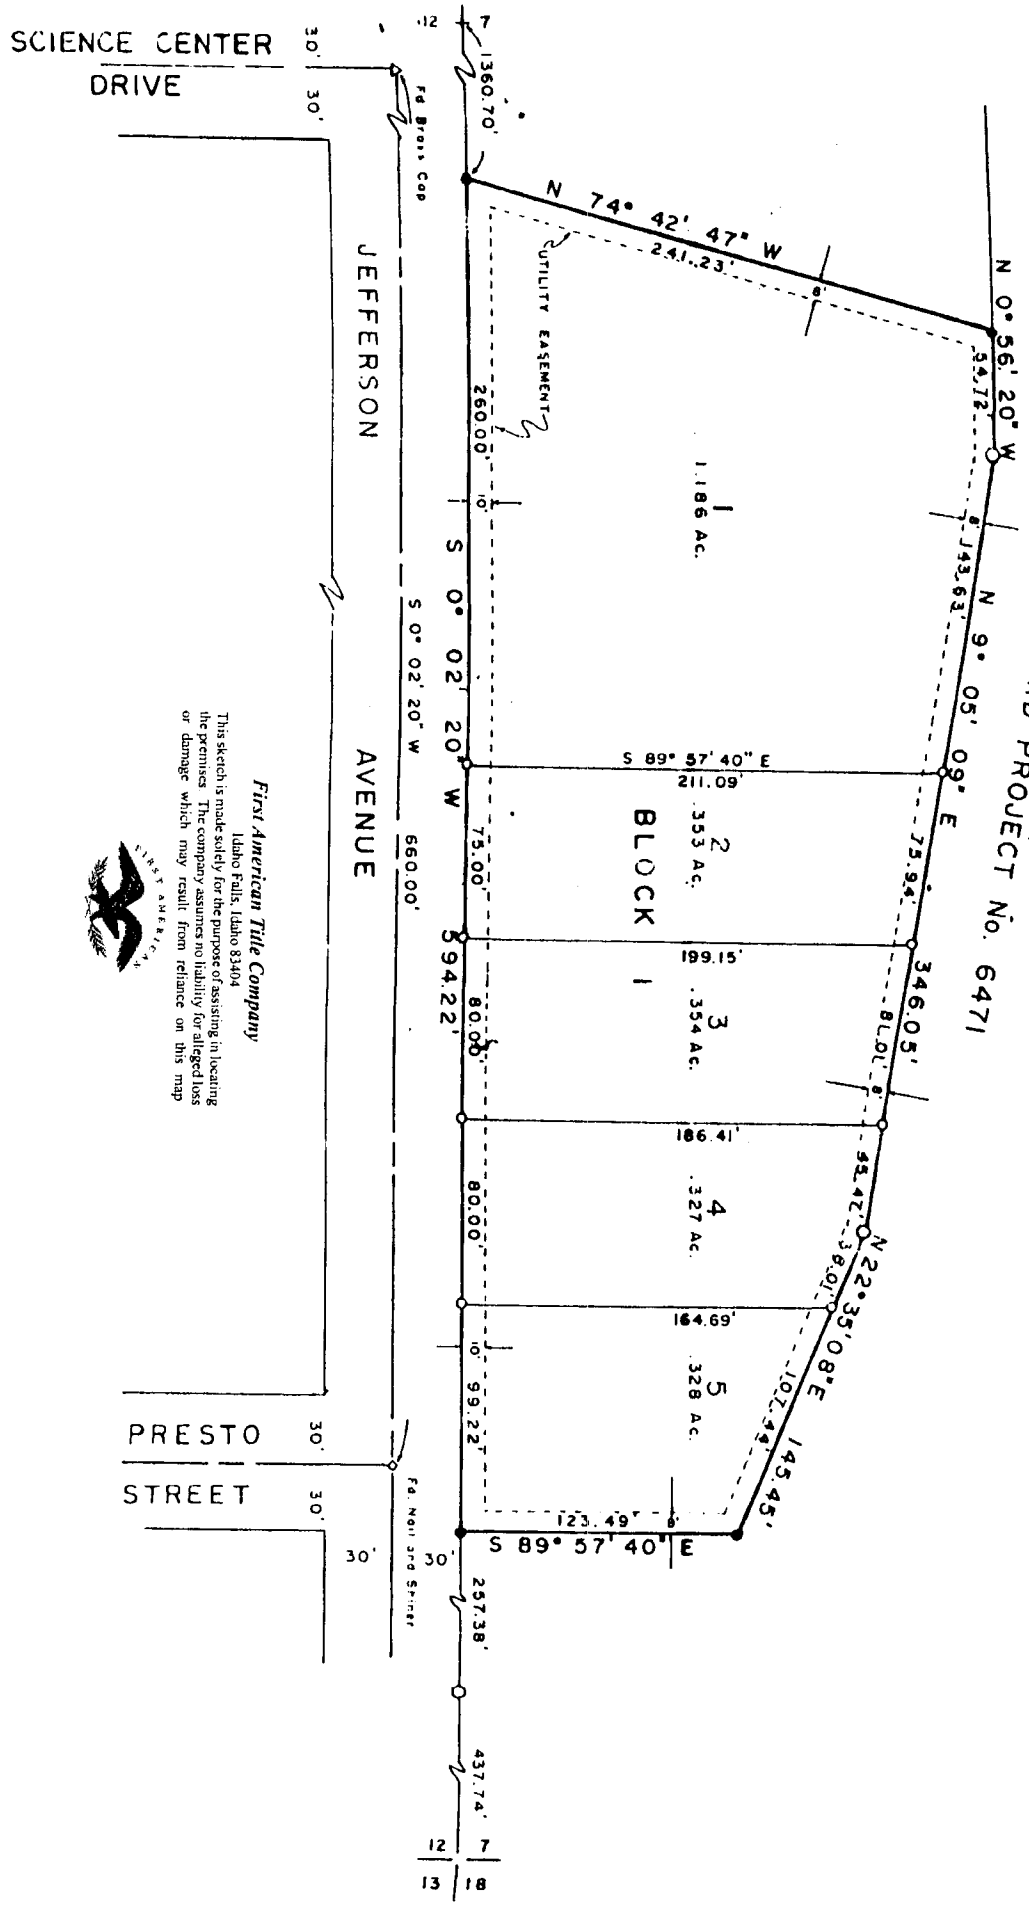 SCIENCE CENTER
DRIVE
30'
30'
12
7
1360.70'
Fd. Brass Cap
JEFFERSON
AVENUE
N 74° 42' 47" W
241.23'
8'
UTILITY EASEMENT
N 0° 56' 20" W
54.72'
260.00'
10'
1
1.186 Ac.
8'
143.63'
N 9° 05' 09" E
346.05'
PROJECT No. 6471
S 0° 02' 20" W
594.22'
S 0° 02' 20" W
660.00'
S 89° 57' 40" E
211.09'
BLOCK 1
2
.353 Ac.
75.00'
75.94'
199.15'
3
.354 Ac.
80.00'
81.01'
8'
186.41'
4
.327 Ac.
80.00'
45.47'
38.01'
N 22° 35' 08" E
145.45'
164.69'
5
.328 Ac.
10'
99.22'
107.44'
123.49'
8'
S 89° 57' 40" E
First American Title Company
Idaho Falls, Idaho 83404
This sketch is made solely for the purpose of assisting in locating
the premises. The company assumes no liability for alleged loss
or damage which may result from reliance on this map
FIRST AMERICAN
PRESTO
STREET
30'
30'
Fd. Nail and Shiner
30'
30'
257.38'
437.74'
12
7
13
18